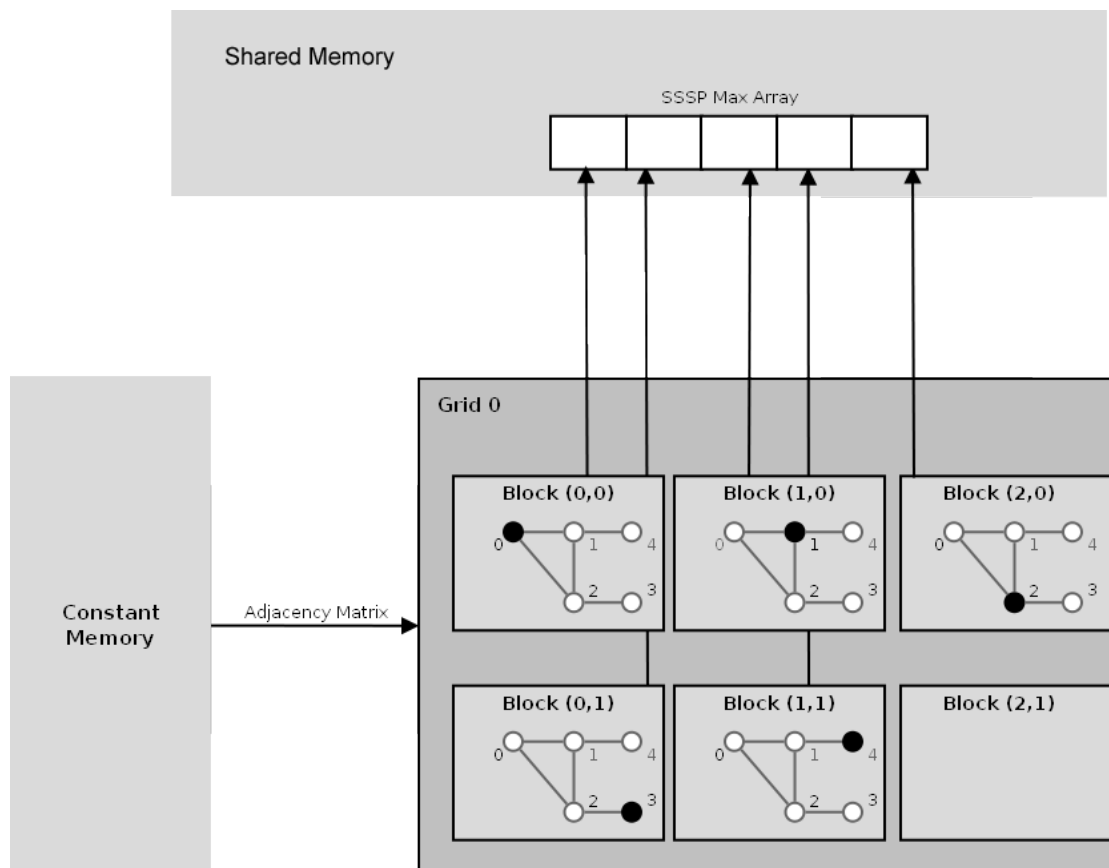 Shared Memory
SSSP Max Array
Grid 0
Block (0,0)
0
1
4
2
3
Block (1,0)
0
1
4
2
3
Block (2,0)
0
1
4
2
3
Constant
Memory
Adjacency Matrix
Block (0,1)
0
1
4
2
3
Block (1,1)
0
1
4
2
3
Block (2,1)